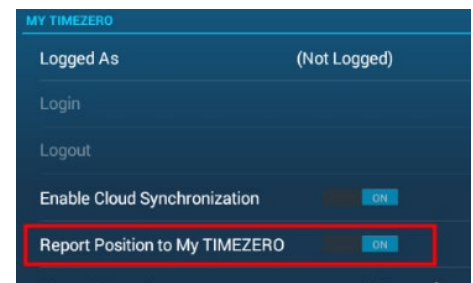 MY TIMEZERO
Logged As (Not Logged)
Login
Logout
Enable Cloud Synchronization ON
Report Position to My TIMEZERO ON